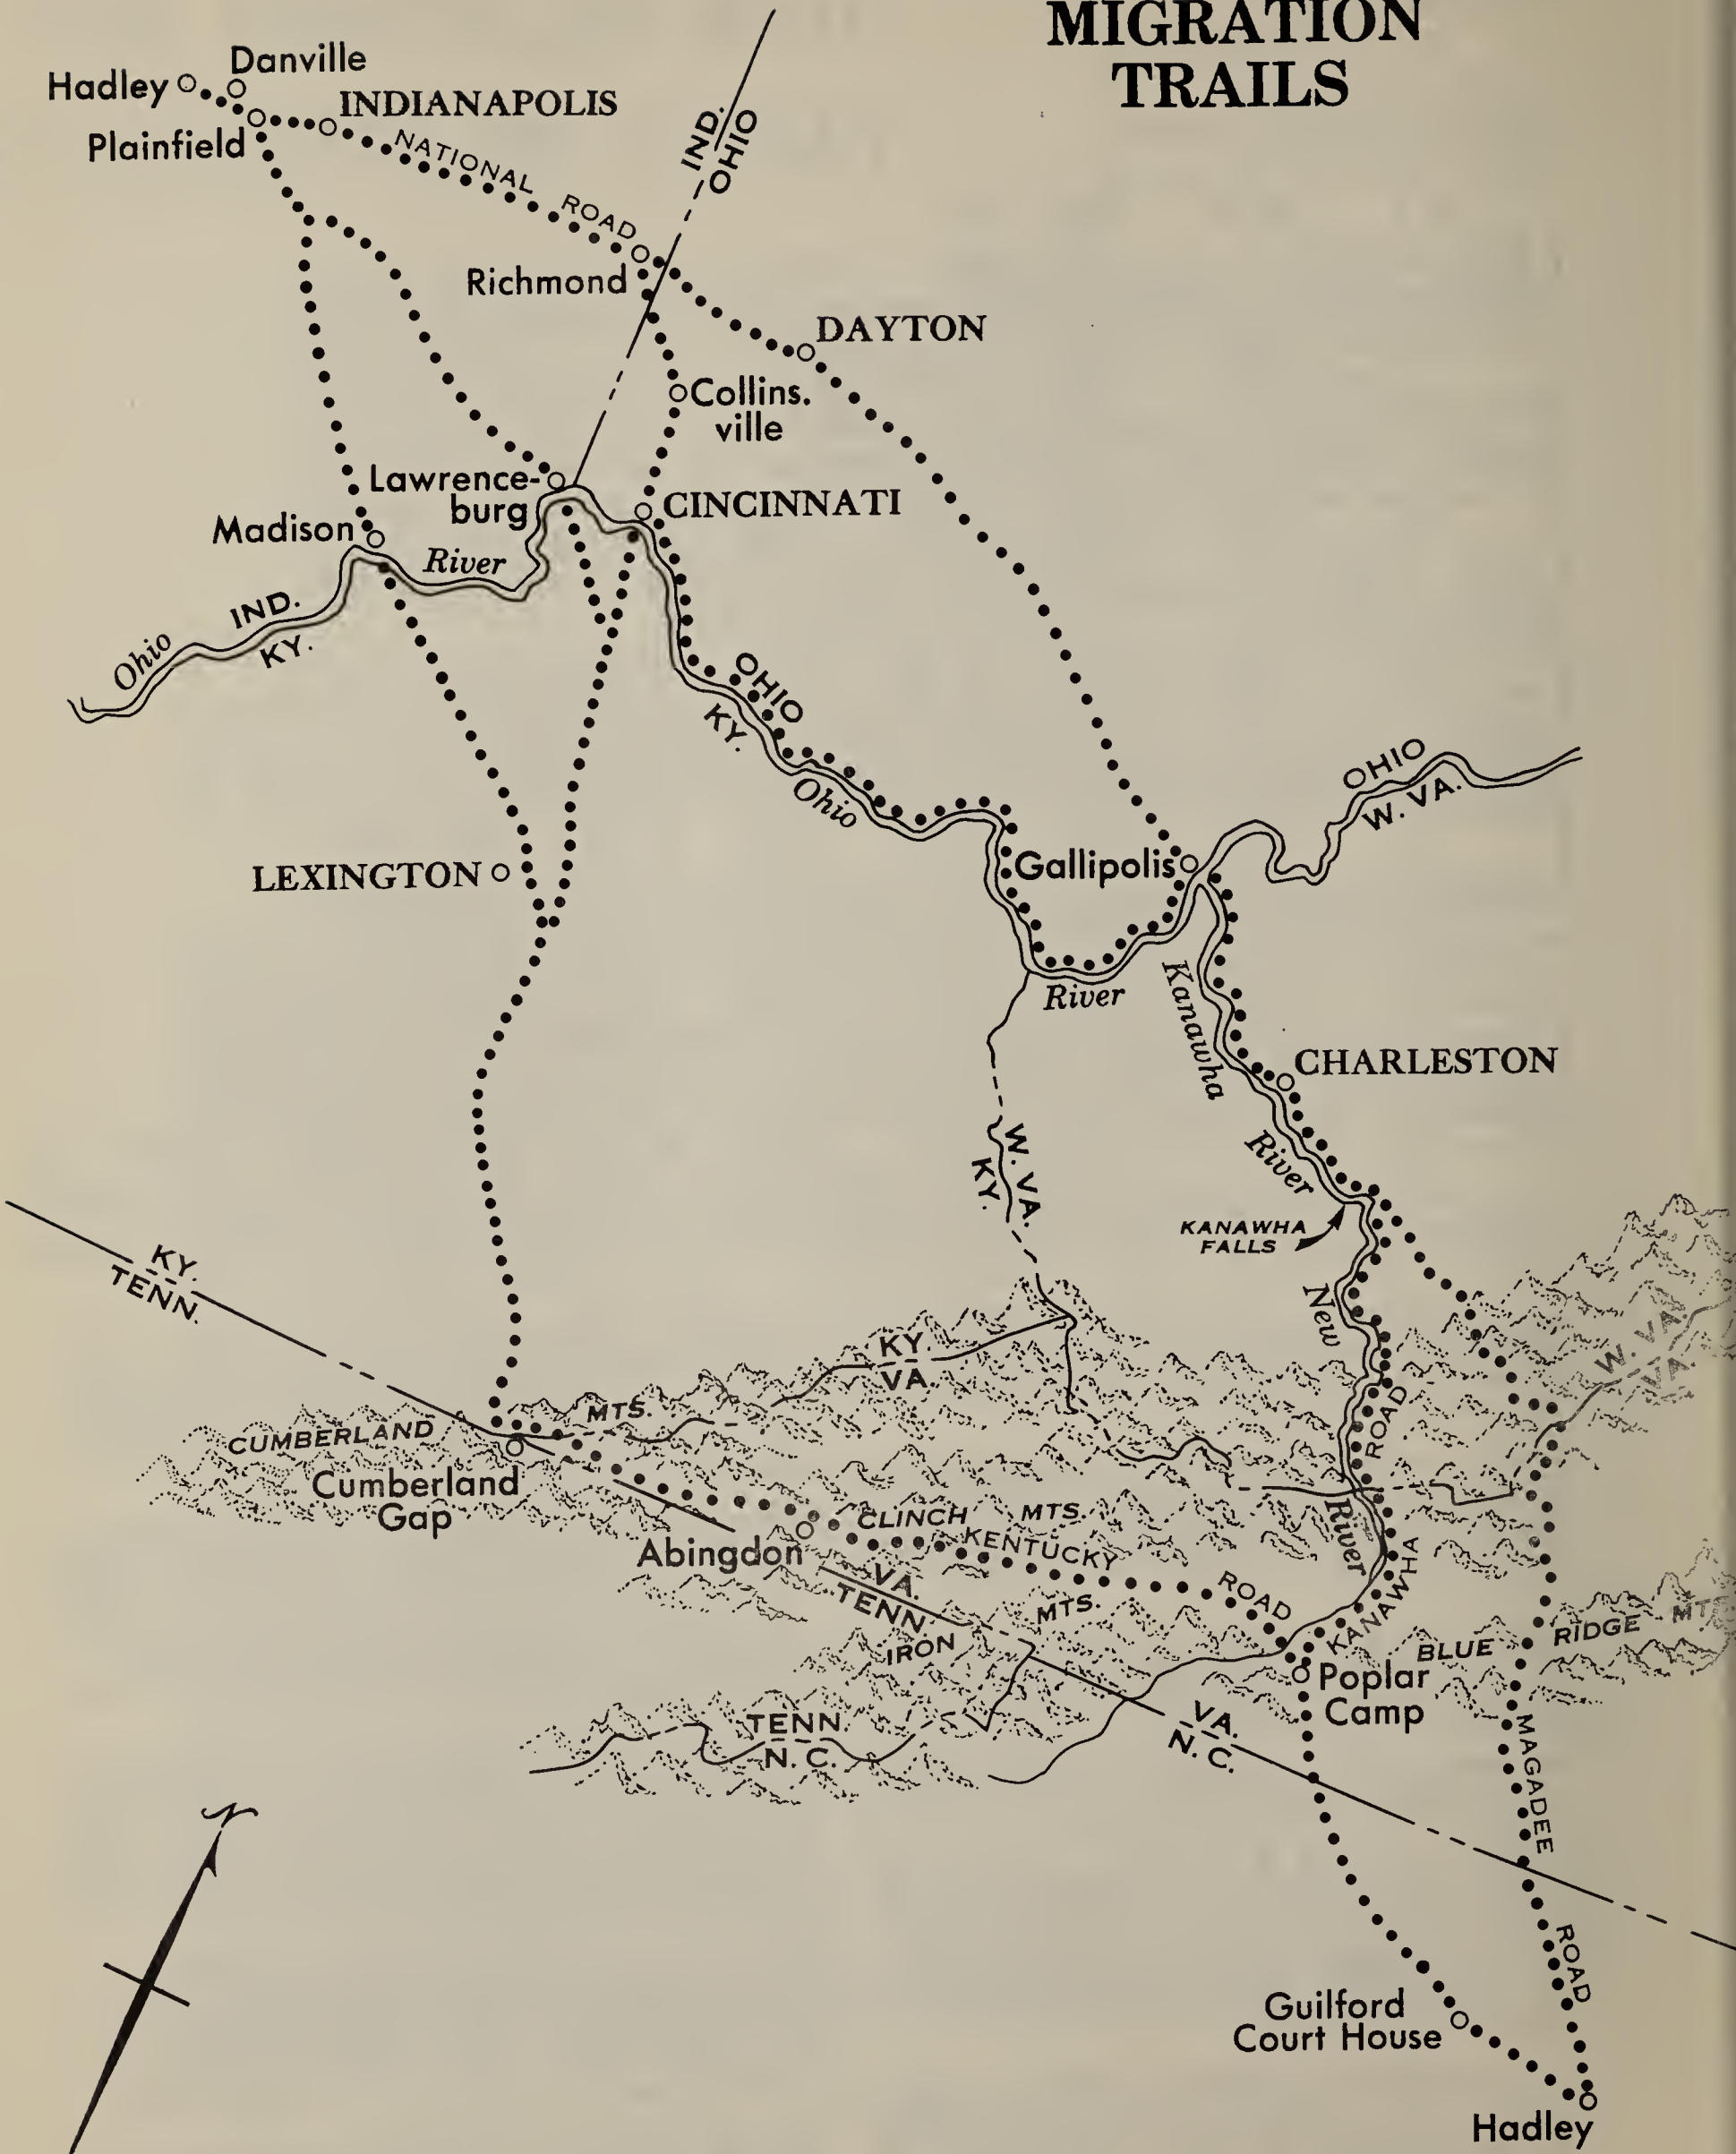 MIGRATION
TRAILS
Danville
Hadley
INDIANAPOLIS
Plainfield
NATIONAL ROAD
IND.
OHIO
Richmond
DAYTON
Collins.
ville
Lawrence-
burg
CINCINNATI
Madison
River
IND.
Ohio
KY.
OHIO
KY.
Ohio
OHIO
W. VA.
Gallipolis
LEXINGTON
River
Kanawha
CHARLESTON
River
W. VA.
KY.
KANAWHA
FALLS
KY.
TENN.
New
W. VA.
VA.
KY.
VA.
ROAD
MTS.
CUMBERLAND
Cumberland
Gap
CLINCH MTS.
KENTUCKY
River
Abingdon
VA.
TENN.
ROAD
MTS.
KANAWHA
IRON
BLUE RIDGE MTS
Poplar
Camp
TENN.
N. C.
VA.
N. C.
MAGADEE
N
ROAD
Guilford
Court House
Hadley